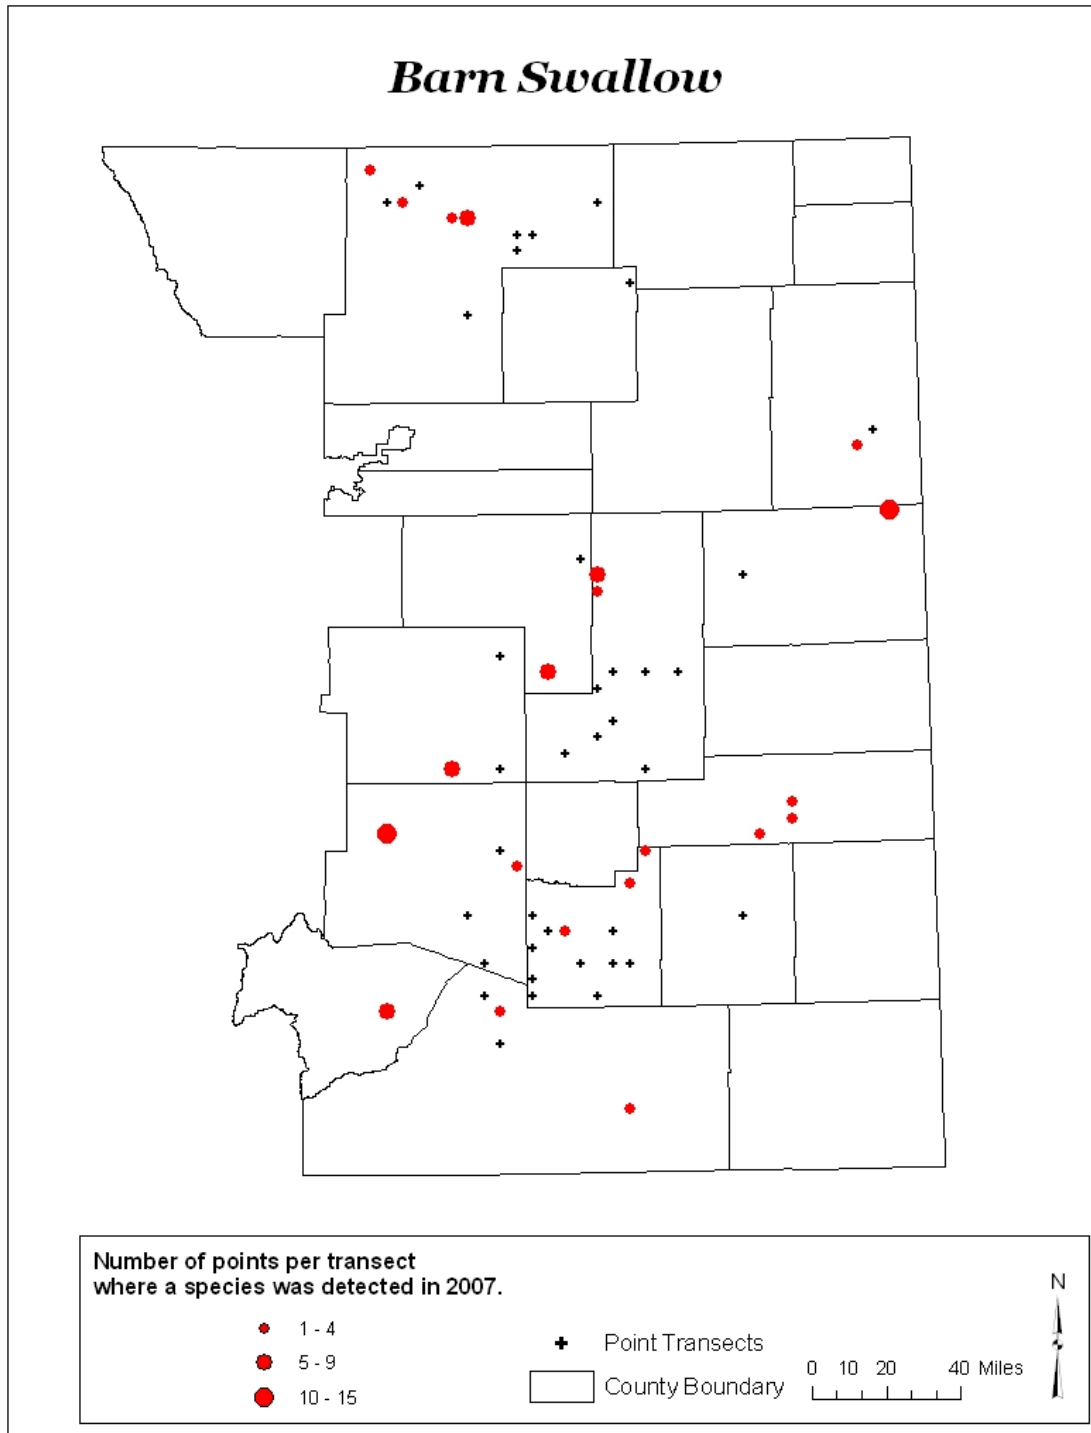 Barn Swallow
Number of points per transect
where a species was detected in 2007.
1 - 4
5 - 9
10 - 15
Point Transects
County Boundary
0 10 20 40 Miles
N